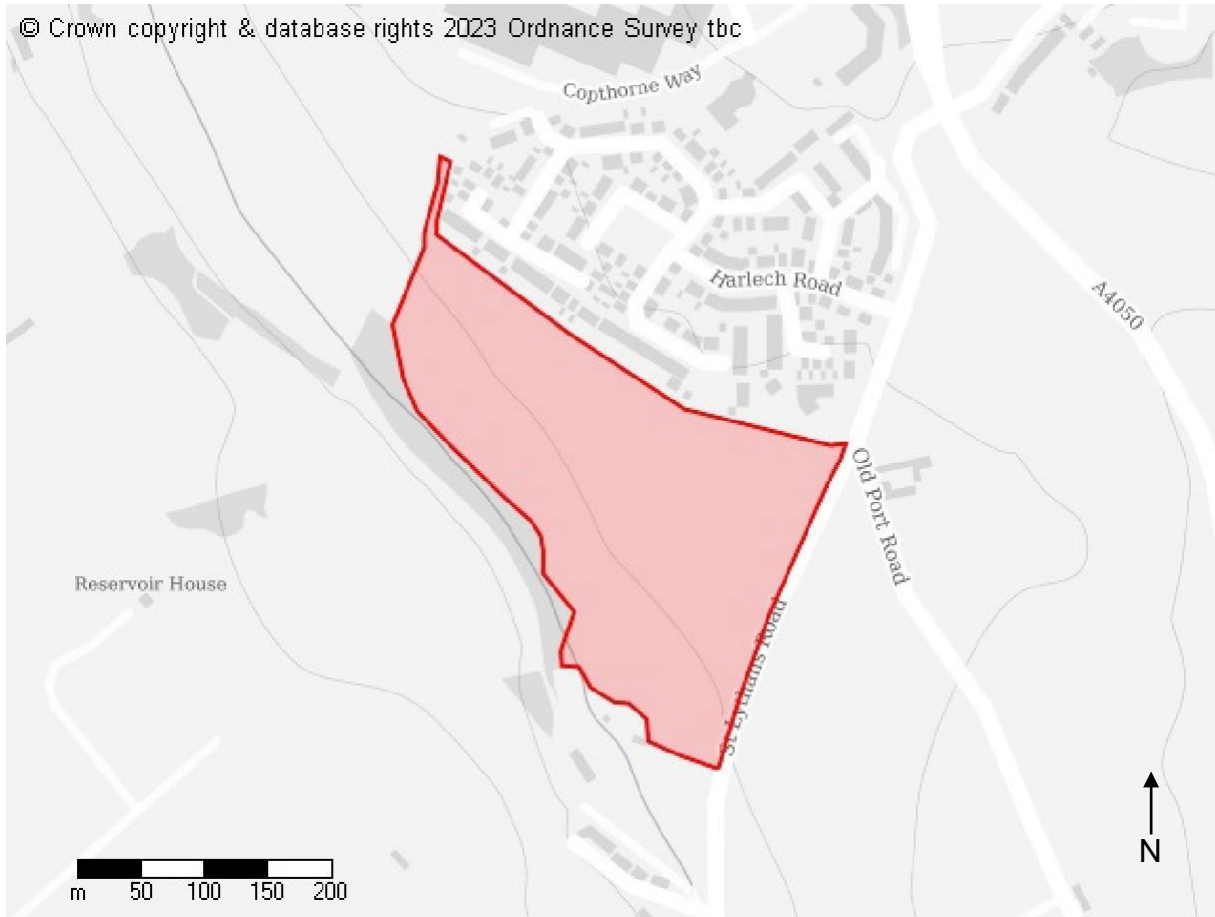 © Crown copyright & database rights 2023 Ordnance Survey tbc
Copthorne Way
Harlech Road
A4050
Old Port Road
Reservoir House
St Lythans Road
m 50 100 150 200
N